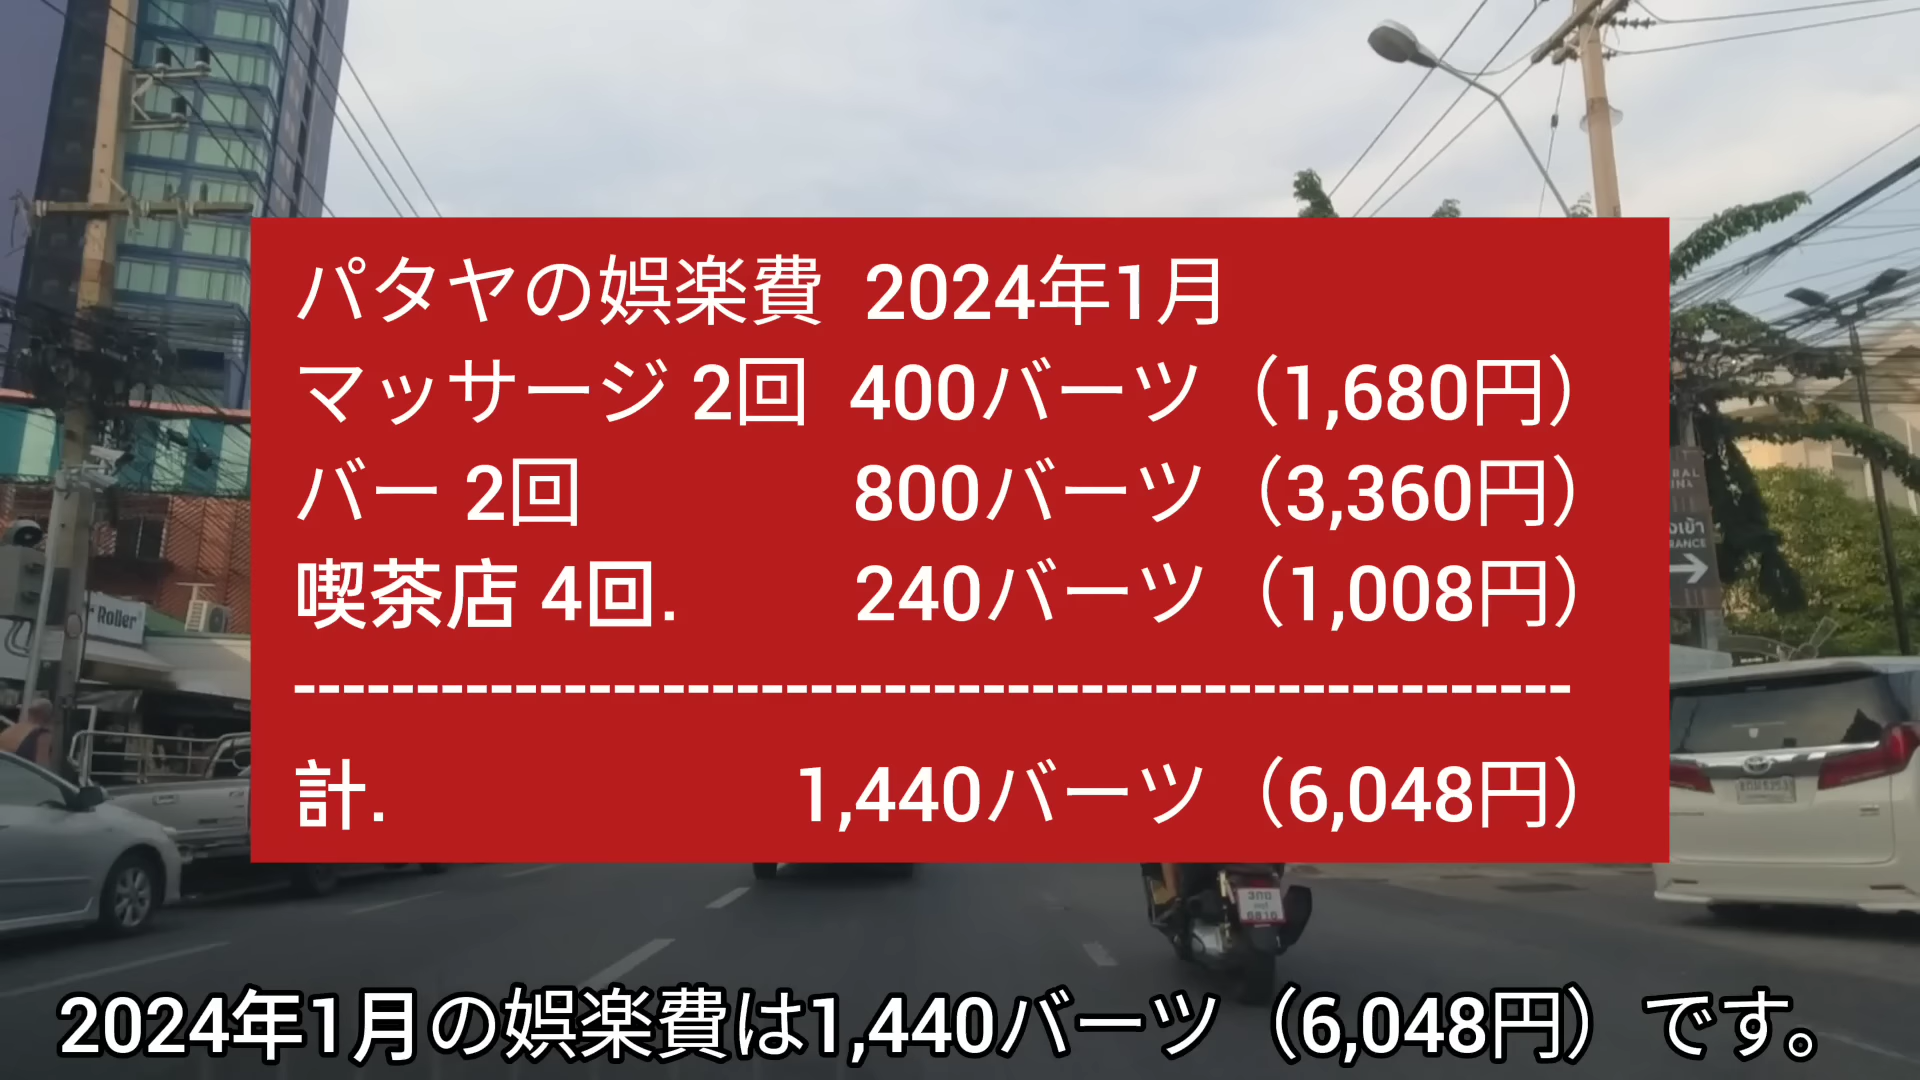 パタヤの娯楽費 2024年1月
マッサージ 2回 400バーツ（1,680円）
バー 2回 800バーツ（3,360円）
喫茶店 4回. 240バーツ（1,008円）
----------------------------------------------------
計. 1,440バーツ（6,048円）
Roller
RANCE
2024年1月の娯楽費は1,440バーツ（6,048円）です。